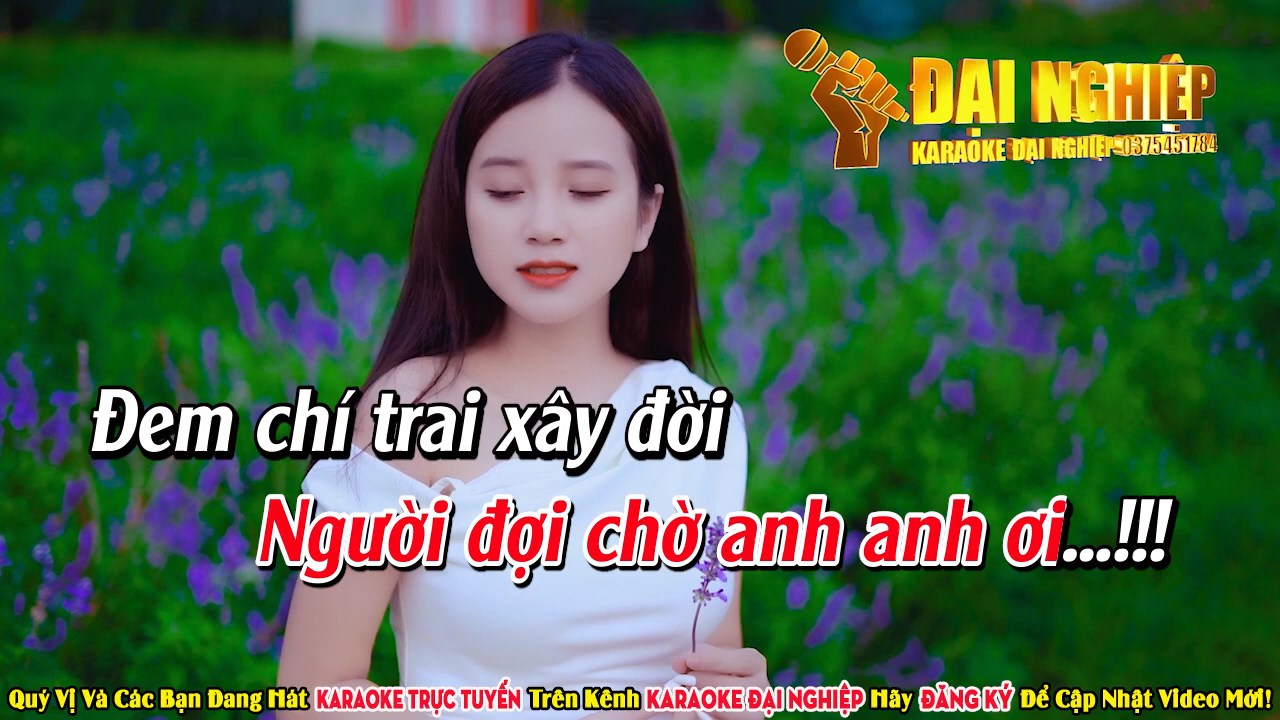 ĐẠI NGHIỆP
KARAOKE ĐẠI NGHIỆP 0375451784
Đem chí trai xây đời
Người đợi chờ anh anh ơi...!!!
Quý Vị Và Các Bạn Đang Hát KARAOKE TRỰC TUYẾN Trên Kênh KARAOKE ĐẠI NGHIỆP Hãy ĐĂNG KÝ Để Cập Nhật Video Mới!